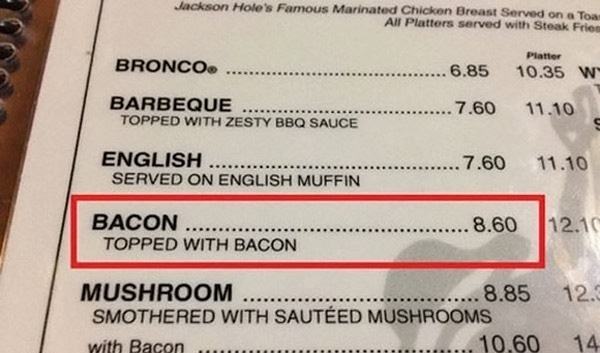 Jackson Hole's Famous Marinated Chicken Breast Served on a
All Platters served with Steak Fries
Platter
BRONCO® ........................ 6.85 10.35
BARBEQUE ........................ 7.60 11.10
TOPPED WITH ZESTY BBQ SAUCE
ENGLISH ........................ 7.60 11.10
SERVED ON ENGLISH MUFFIN
BACON ........................ 8.60 12.10
TOPPED WITH BACON
MUSHROOM ........................ 8.85
SMOTHERED WITH SAUTÉED MUSHROOMS
with Bacon ........................ 10.60